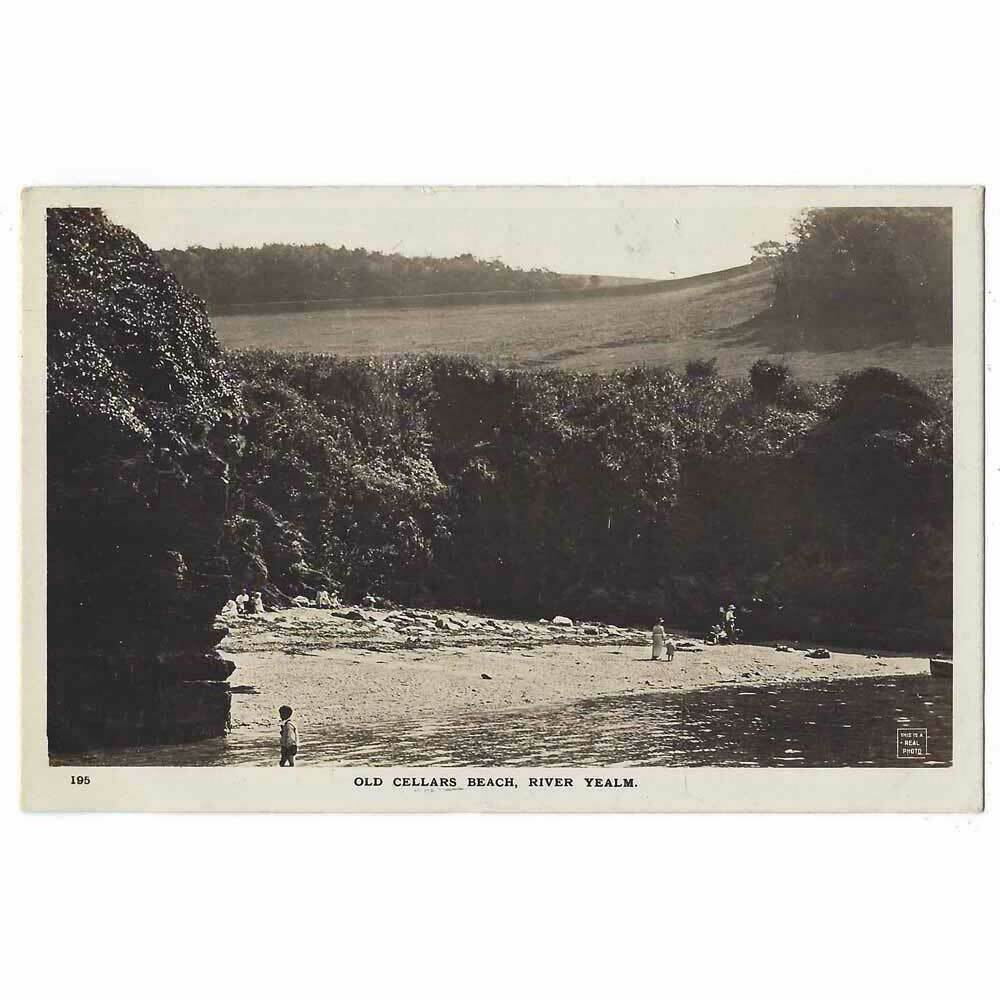 THIS IS A
REAL
PHOTO
195
OLD CELLARS BEACH, RIVER YEALM.